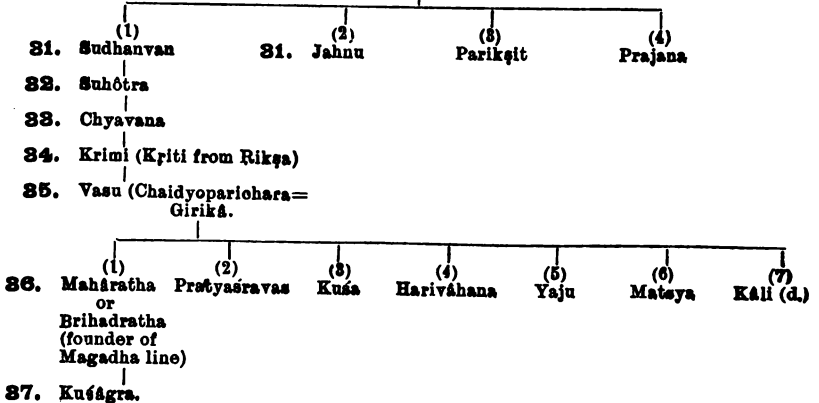 (1) (2) (3) (4)
31. Sudhanvan 31. Jahnu Parikṣit Prajana
32. Suhôtra
33. Chyavana
34. Krimi (Kṛiti from Ṛikṣa)
35. Vasu (Chaidyoparichara=
Girikâ.
(1) (2) (3) (4) (5) (6) (7)
36. Mahâratha Pratyaśravas Kuśa Harivâhana Yaju Matsya Kâli (d.)
or
Brihadratha
(founder of
Magadha line)
37. Kuśâgra.